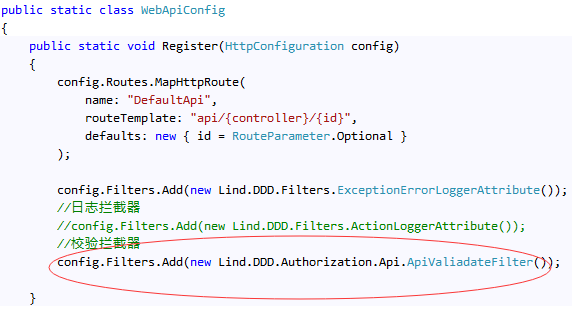 public static class WebApiConfig
{
public static void Register(HttpConfiguration config)
{
config.Routes.MapHttpRoute(
name: "DefaultApi",
routeTemplate: "api/{controller}/{id}",
defaults: new { id = RouteParameter.Optional }
);
config.Filters.Add(new Lind.DDD.Filters.ExceptionErrorLoggerAttribute());
//日志拦截器
//config.Filters.Add(new Lind.DDD.Filters.ActionLoggerAttribute());
//校验拦截器
config.Filters.Add(new Lind.DDD.Authorization.Api.ApiValiadateFilter());
}